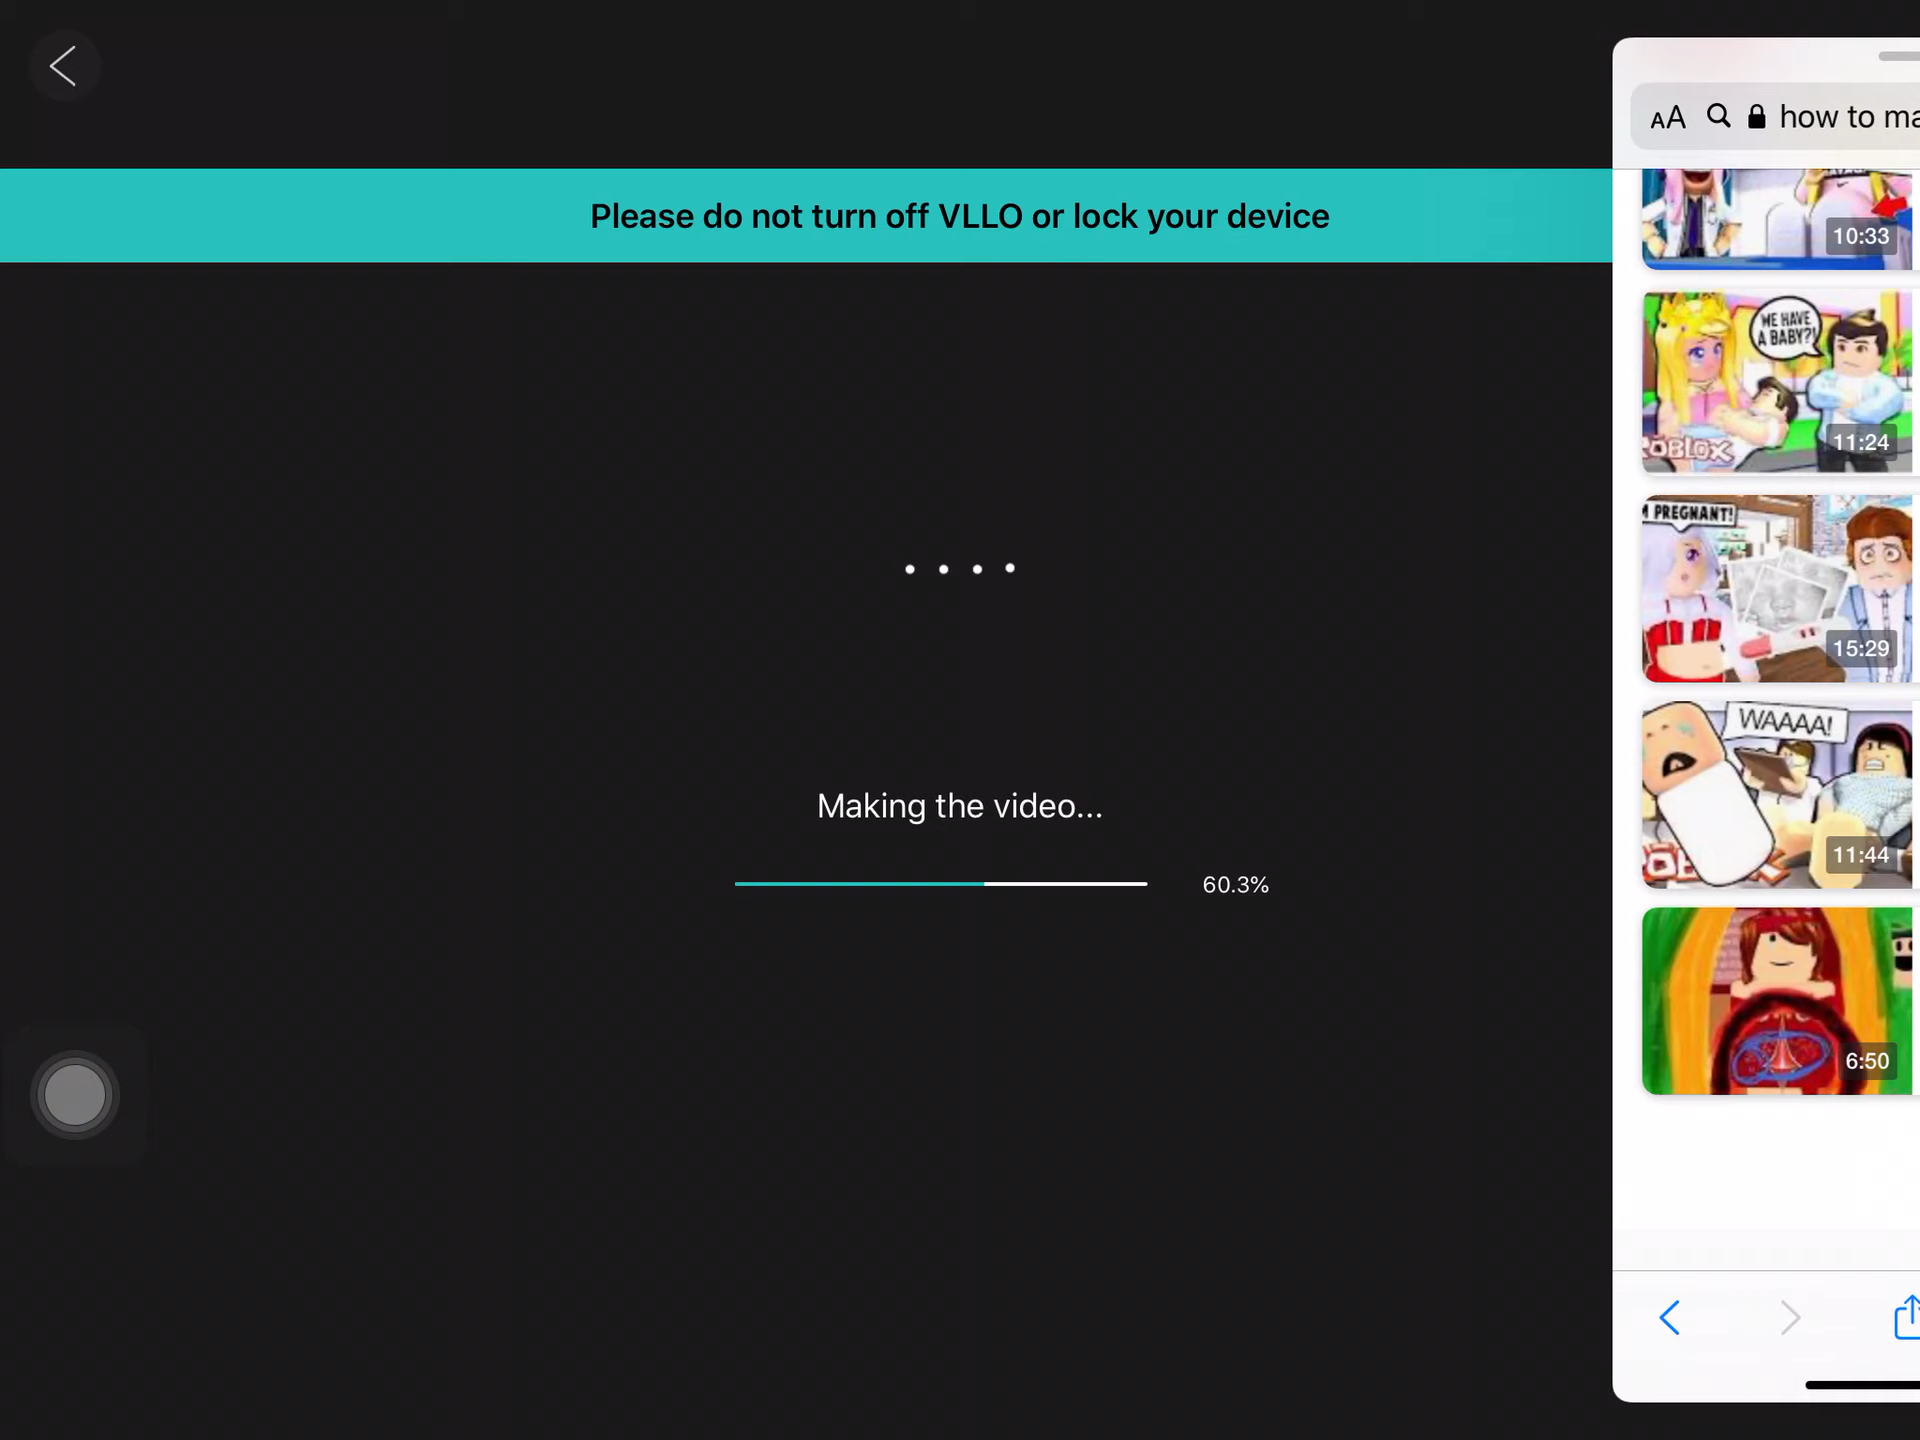 Please do not turn off VLLO or lock your device
Making the video...
60.3%
AA
how to ma
10:33
WE HAVE
A BABY?!
ROBLOX
11:24
M PREGNANT!
15:29
WAAAA!
11:44
6:50